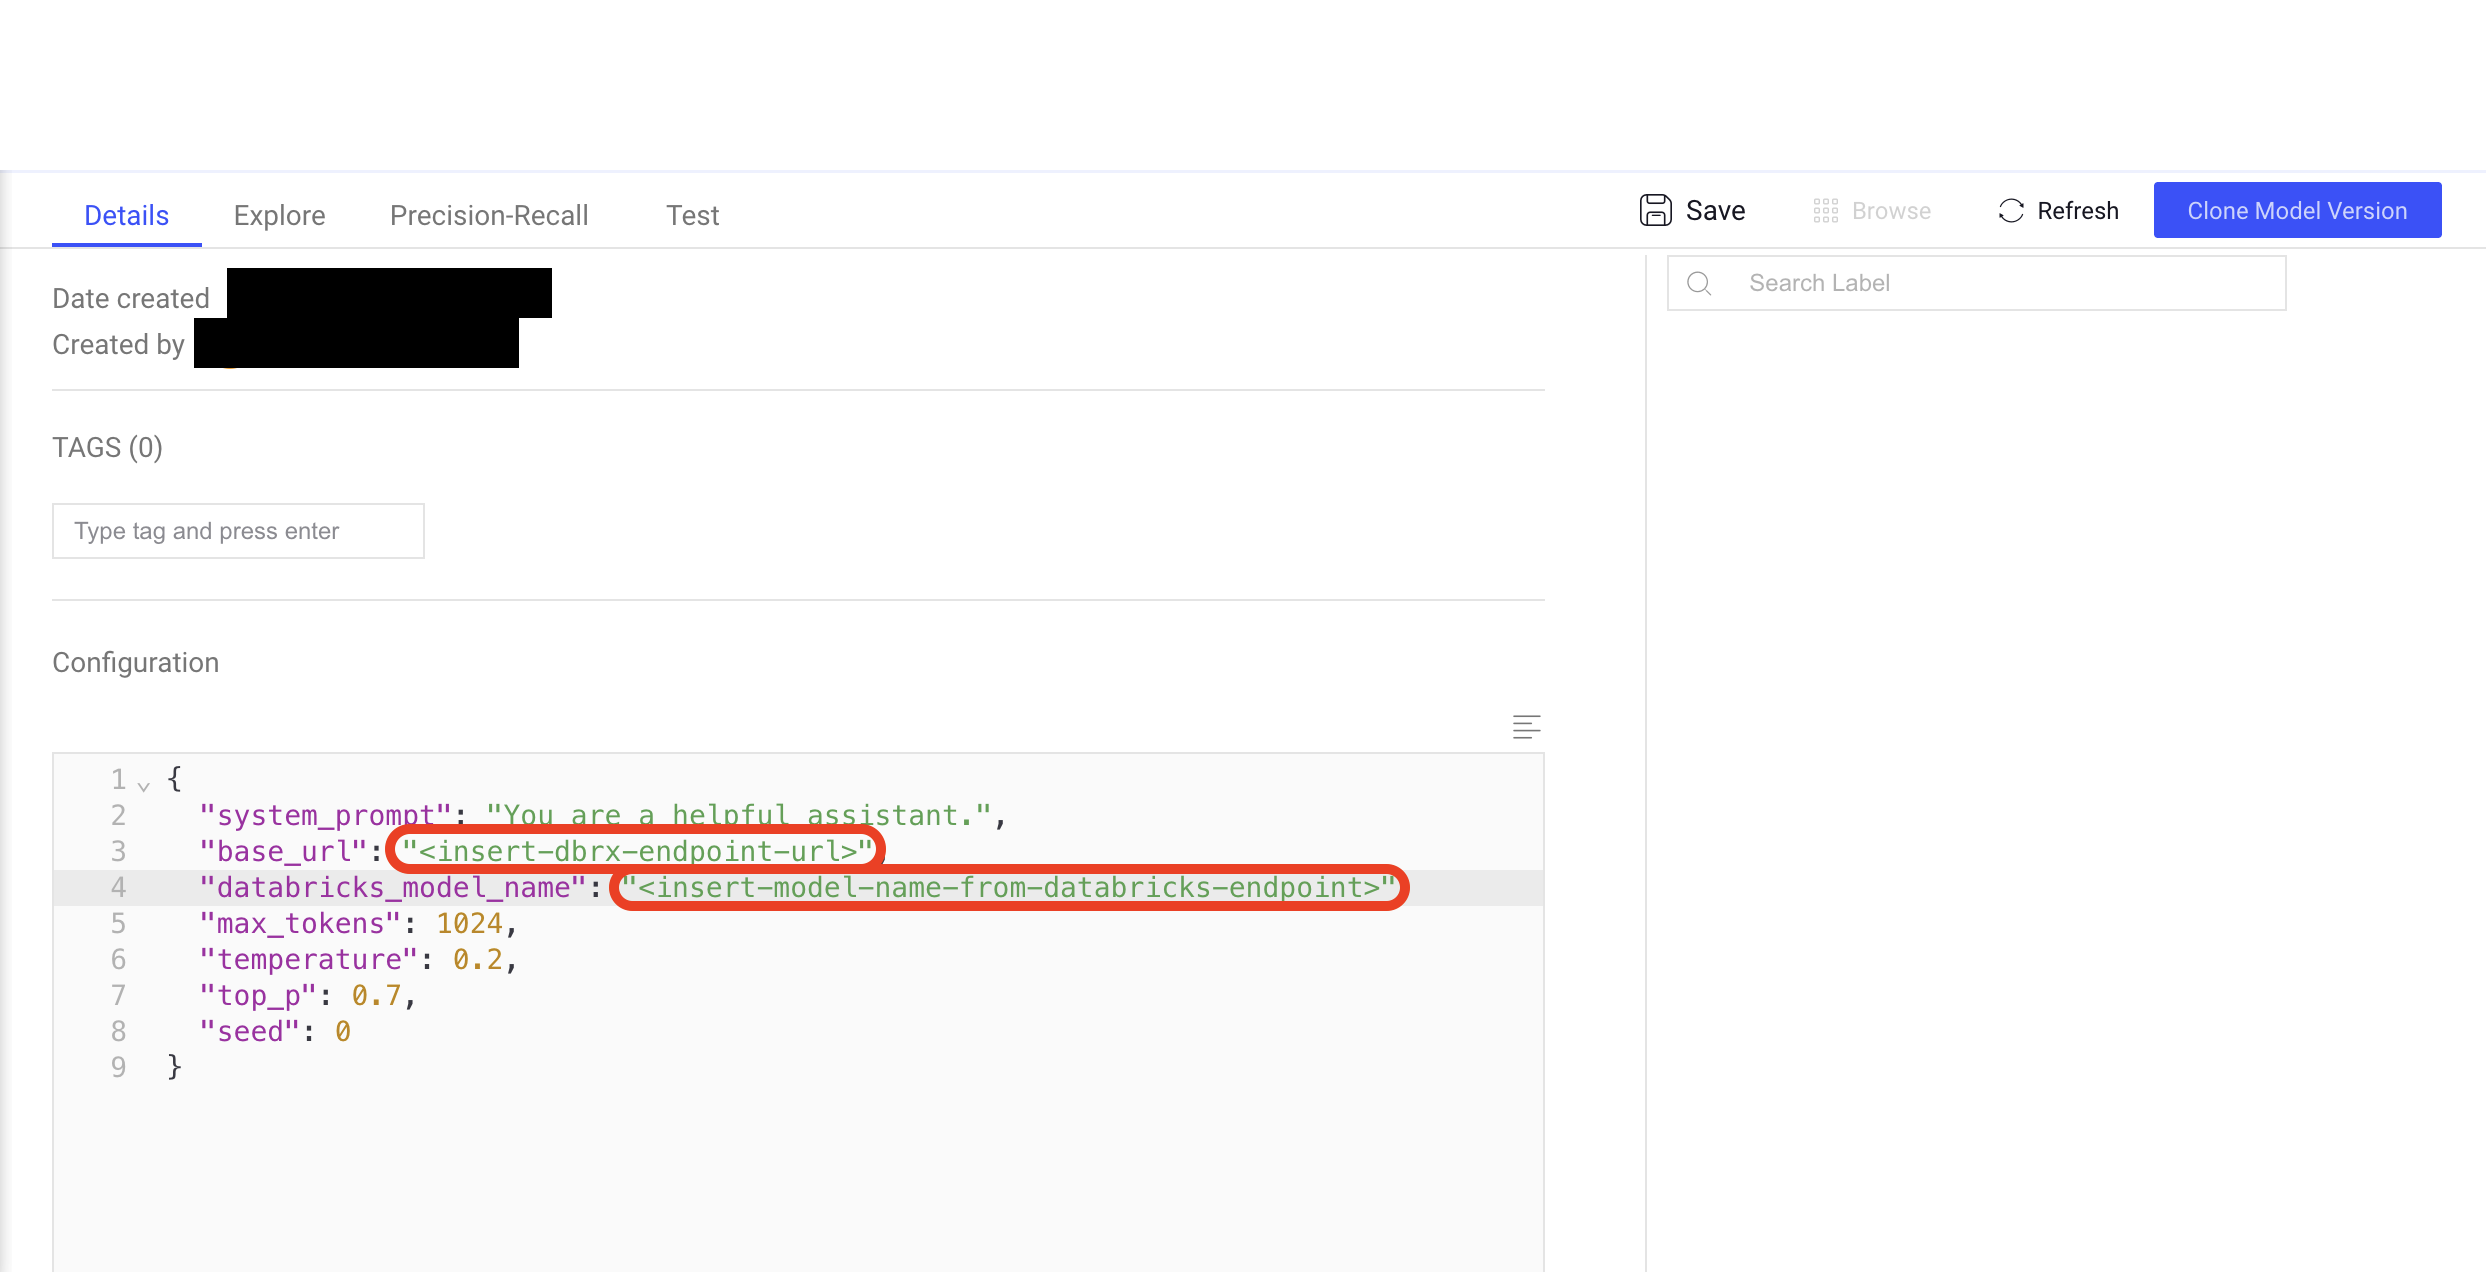 Details Explore Precision-Recall Test Save Browse Refresh Clone Model Version
Date created
Created by
Search Label
TAGS (0)
Type tag and press enter
Configuration
1 {
2 "system_prompt": "You are a helpful assistant.",
3 "base_url": "<insert-dbrx-endpoint-url>",
4 "databricks_model_name": "<insert-model-name-from-databricks-endpoint>"
5 "max_tokens": 1024,
6 "temperature": 0.2,
7 "top_p": 0.7,
8 "seed": 0
9 }